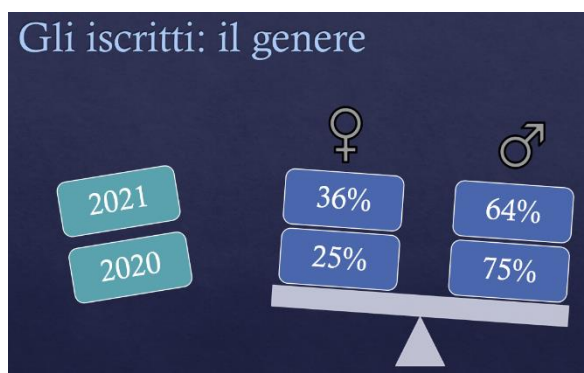 Gli iscritti: il genere
♀ ♂
2021 36% 64%
2020 25% 75%